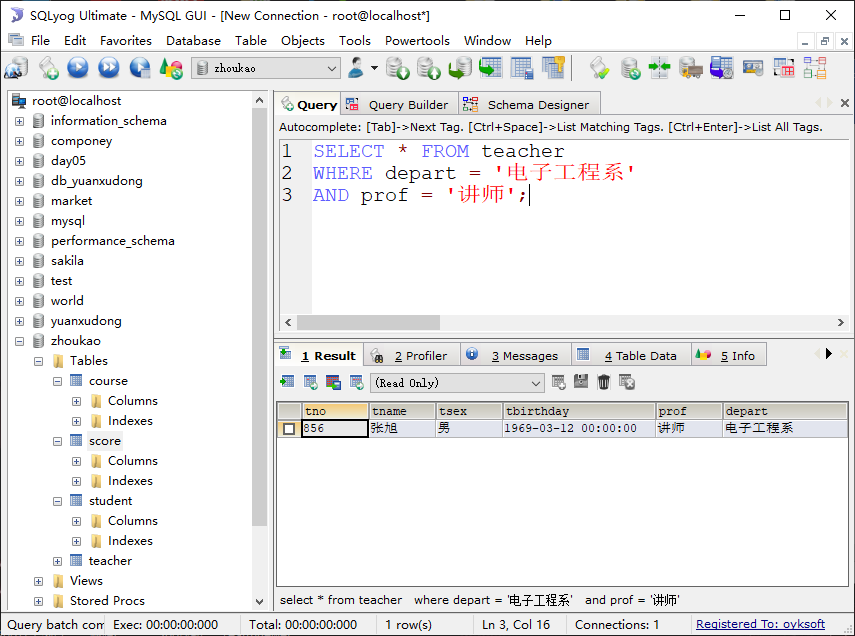 SQLyog Ultimate - MySQL GUI - [New Connection - root@localhost*]
File Edit Favorites Database Table Objects Tools Powertools Window Help
zhoukao
root@localhost
information_schema
componey
day05
db_yuanxudong
market
mysql
performance_schema
sakila
test
world
yuanxudong
zhoukao
Tables
course
Columns
Indexes
score
Columns
Indexes
student
Columns
Indexes
teacher
Views
Stored Procs
Query Query Builder Schema Designer
Autocomplete: [Tab]->Next Tag. [Ctrl+Space]->List Matching Tags. [Ctrl+Enter]->List All Tags.
1 SELECT * FROM teacher
2 WHERE depart = '电子工程系'
3 AND prof = '讲师';
1 Result 2 Profiler 3 Messages 4 Table Data 5 Info
(Read Only)
tno tname tsex tbirthday prof depart
856 张旭 男 1969-03-12 00:00:00 讲师 电子工程系
select * from teacher where depart = '电子工程系' and prof = '讲师'
Query batch com Exec: 00:00:00:000 Total: 00:00:00:000 1 row(s) Ln 3, Col 16 Connections: 1 Registered To: oyksoft